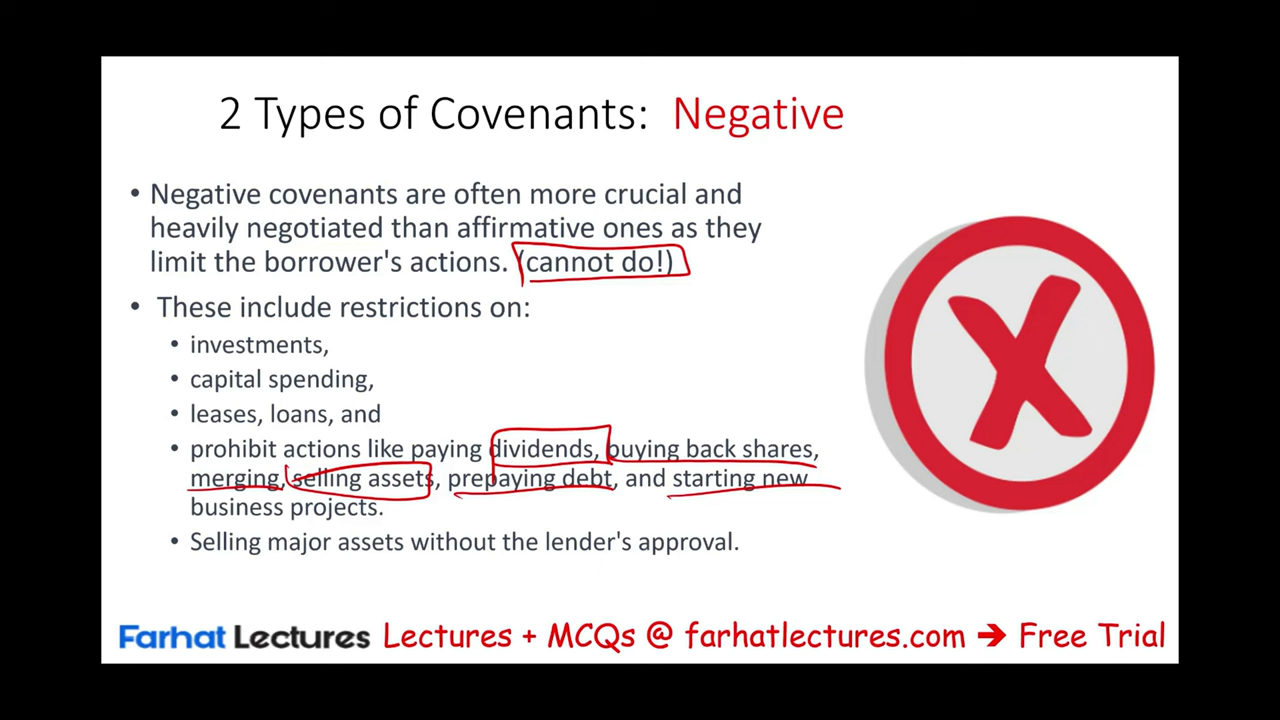 2 Types of Covenants: Negative
• Negative covenants are often more crucial and
heavily negotiated than affirmative ones as they
limit the borrower's actions. (cannot do!)
• These include restrictions on:
• investments,
• capital spending,
• leases, loans, and
• prohibit actions like paying dividends, buying back shares,
merging, selling assets, prepaying debt, and starting new
business projects.
• Selling major assets without the lender's approval.
X
Farhat Lectures Lectures + MCQs @ farhatlectures.com ➔ Free Trial